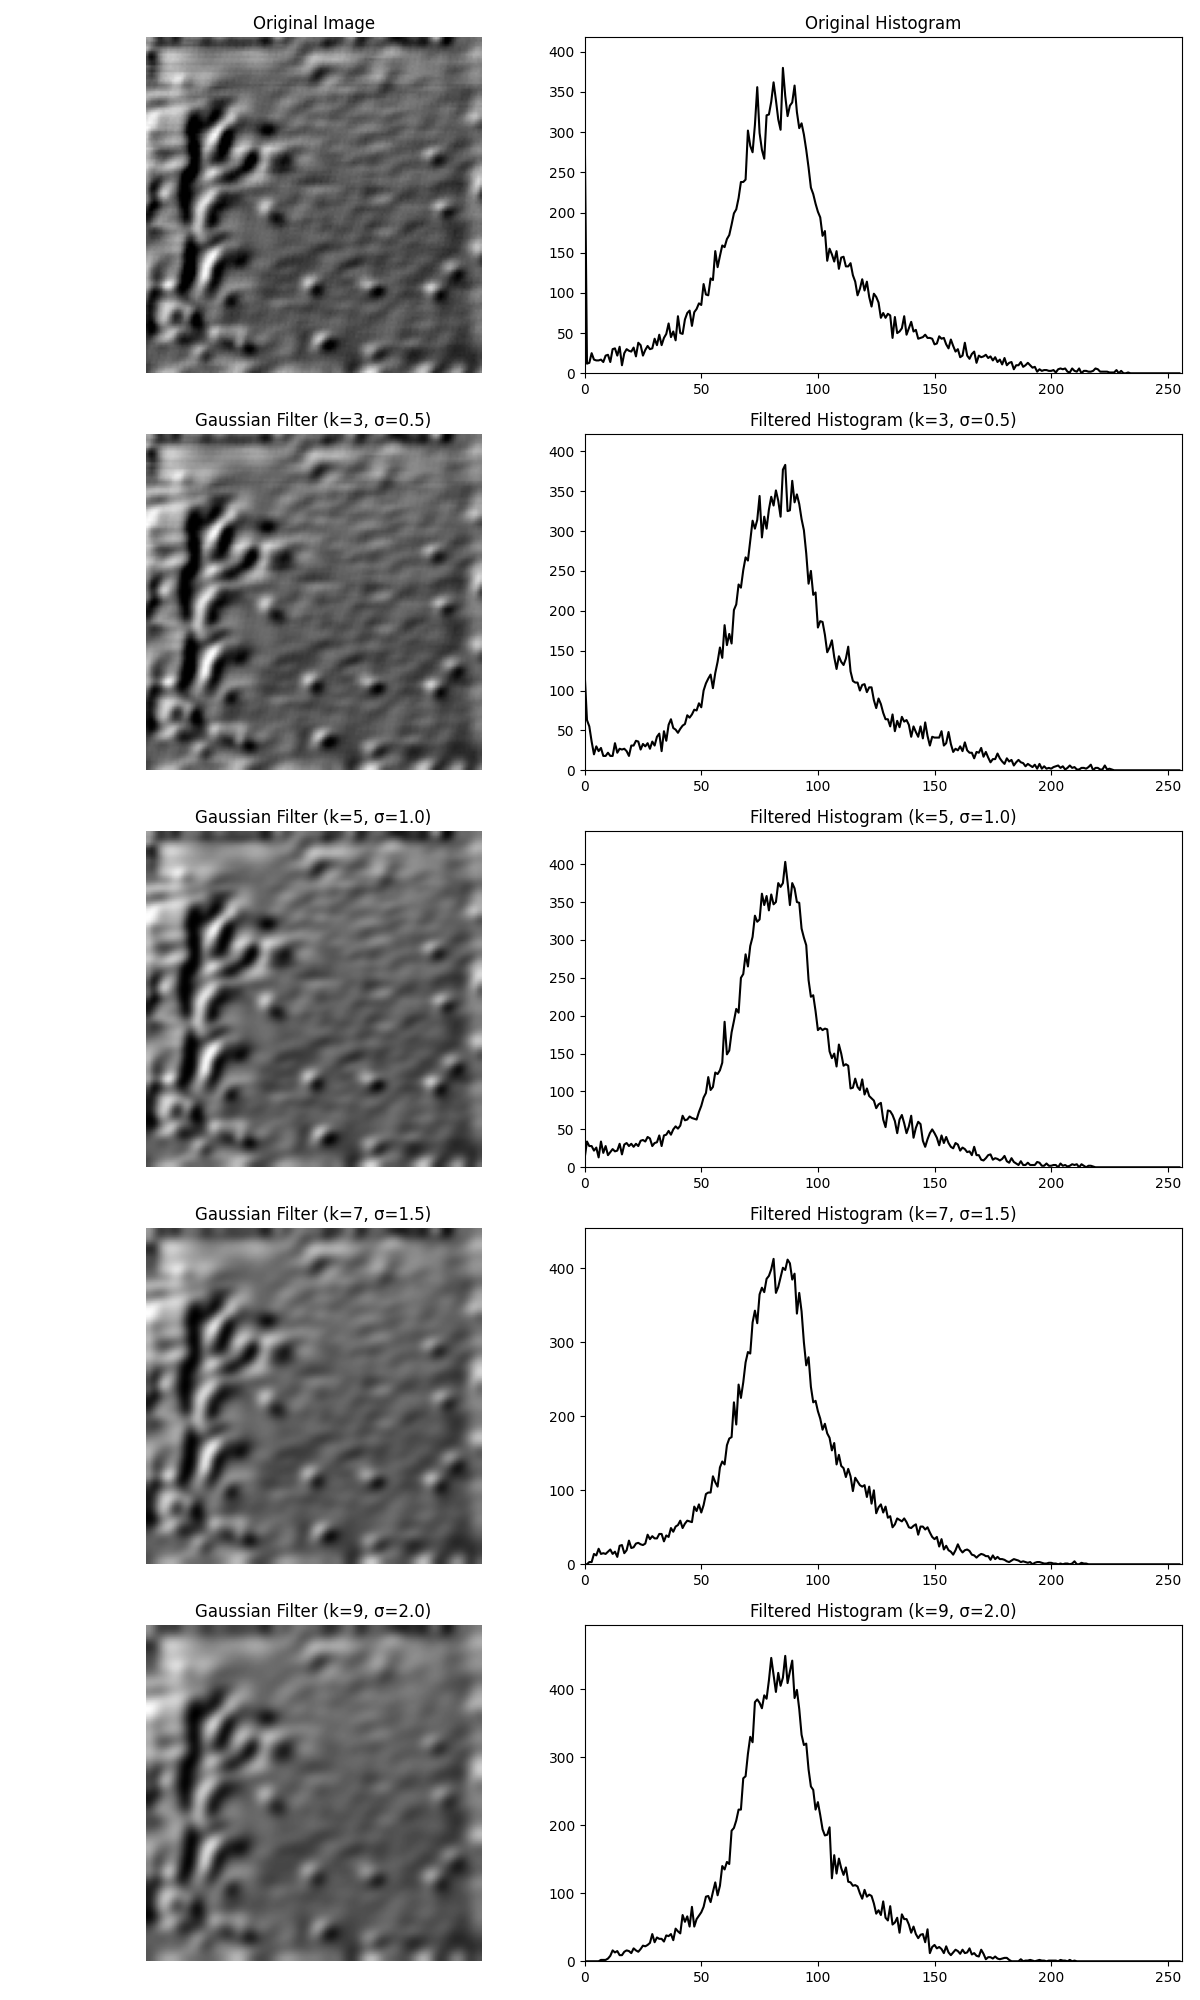 Original Image
Original Histogram
400
350
300
250
200
150
100
50
0
0 50 100 150 200 250
Gaussian Filter (k=3, σ=0.5)
Filtered Histogram (k=3, σ=0.5)
400
350
300
250
200
150
100
50
0
0 50 100 150 200 250
Gaussian Filter (k=5, σ=1.0)
Filtered Histogram (k=5, σ=1.0)
400
350
300
250
200
150
100
50
0
0 50 100 150 200 250
Gaussian Filter (k=7, σ=1.5)
Filtered Histogram (k=7, σ=1.5)
400
300
200
100
0
0 50 100 150 200 250
Gaussian Filter (k=9, σ=2.0)
Filtered Histogram (k=9, σ=2.0)
400
300
200
100
0
0 50 100 150 200 250